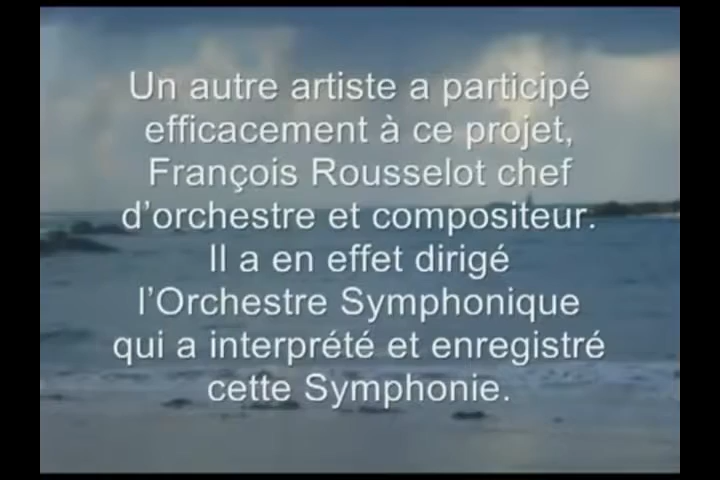 Un autre artiste a participé
efficacement à ce projet,
François Rousselot chef
d’orchestre et compositeur.
Il a en effet dirigé
l’Orchestre Symphonique
qui a interprété et enregistré
cette Symphonie.